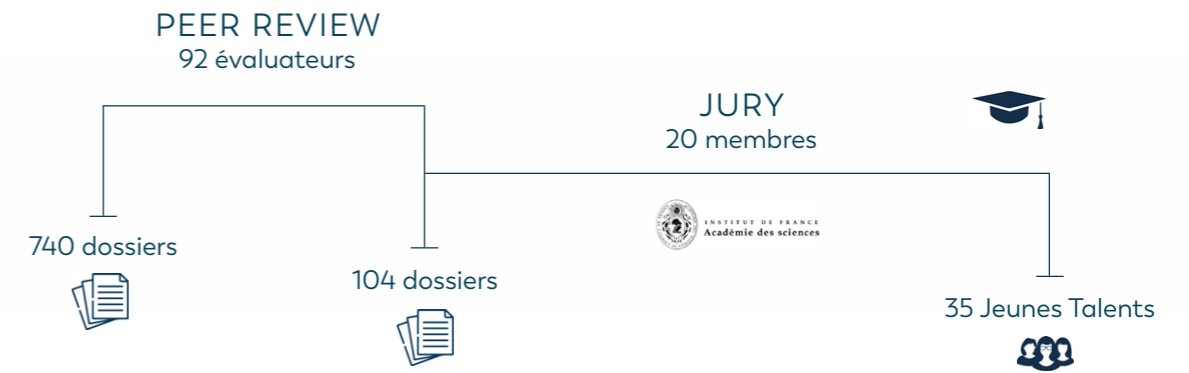 PEER REVIEW
92 évaluateurs
JURY
20 membres
INSTITUT DE FRANCE
Académie des sciences
740 dossiers
104 dossiers
35 Jeunes Talents